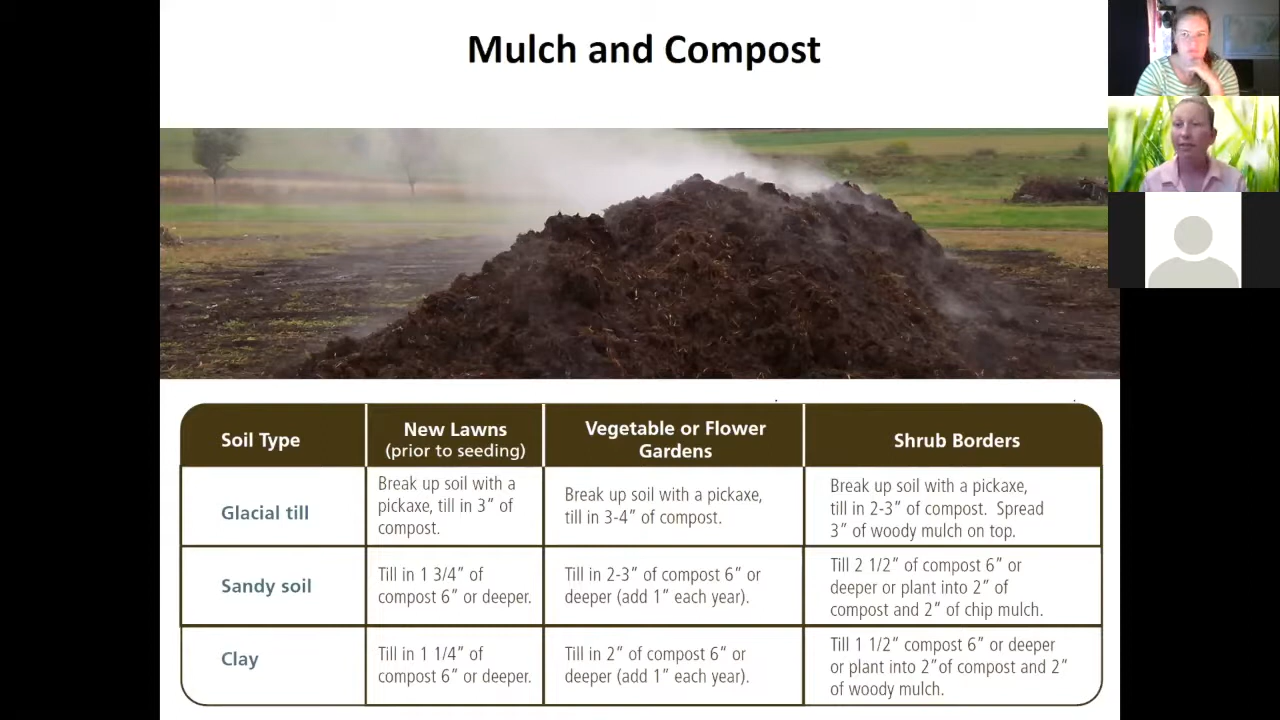 Mulch and Compost
Soil Type
New Lawns
(prior to seeding)
Vegetable or Flower
Gardens
Shrub Borders
Glacial till
Break up soil with a
pickaxe, till in 3” of
compost.
Break up soil with a pickaxe,
till in 3-4” of compost.
Break up soil with a pickaxe,
till in 2-3” of compost. Spread
3” of woody mulch on top.
Sandy soil
Till in 1 3/4” of
compost 6” or deeper.
Till in 2-3” of compost 6” or
deeper (add 1” each year).
Till 2 1/2” of compost 6” or
deeper or plant into 2” of
compost and 2” of chip mulch.
Clay
Till in 1 1/4” of
compost 6” or deeper.
Till in 2” of compost 6“ or
deeper (add 1” each year).
Till 1 1/2“ compost 6” or deeper
or plant into 2”of compost and 2”
of woody mulch.